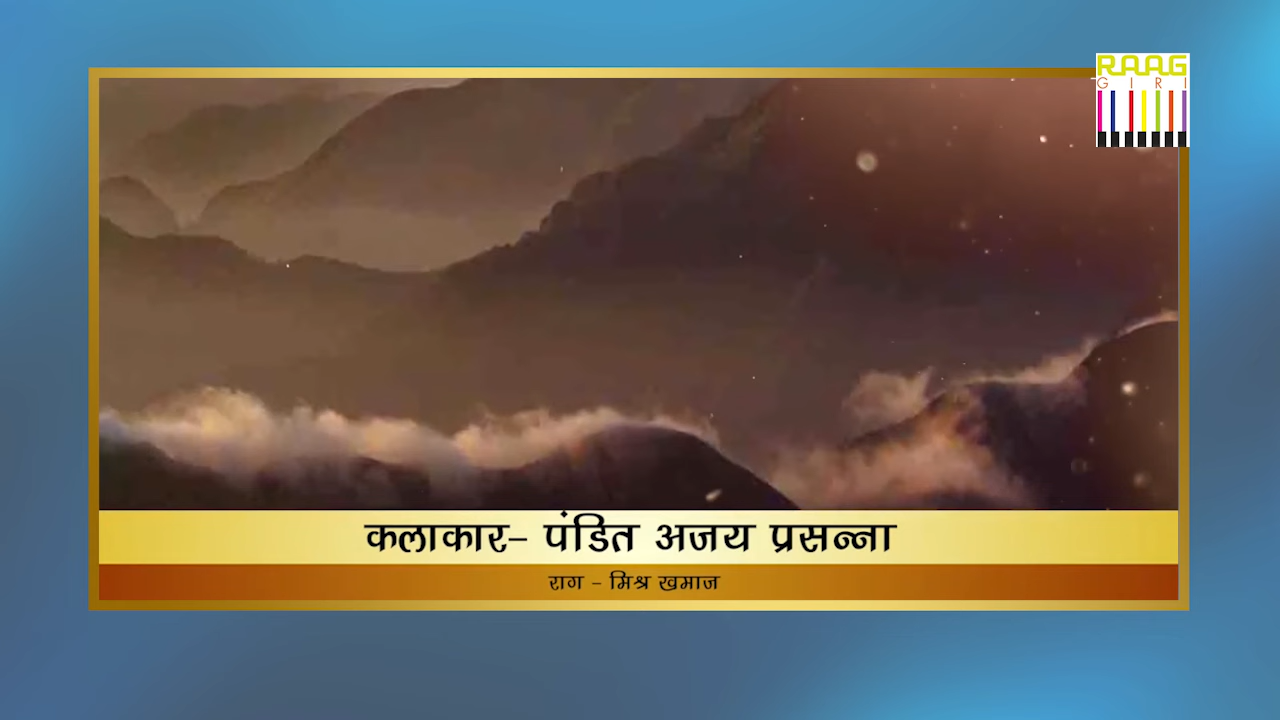 RAAG
GIRI
कलाकार– पंडित अजय प्रसन्ना
राग – मिश्र खमाज